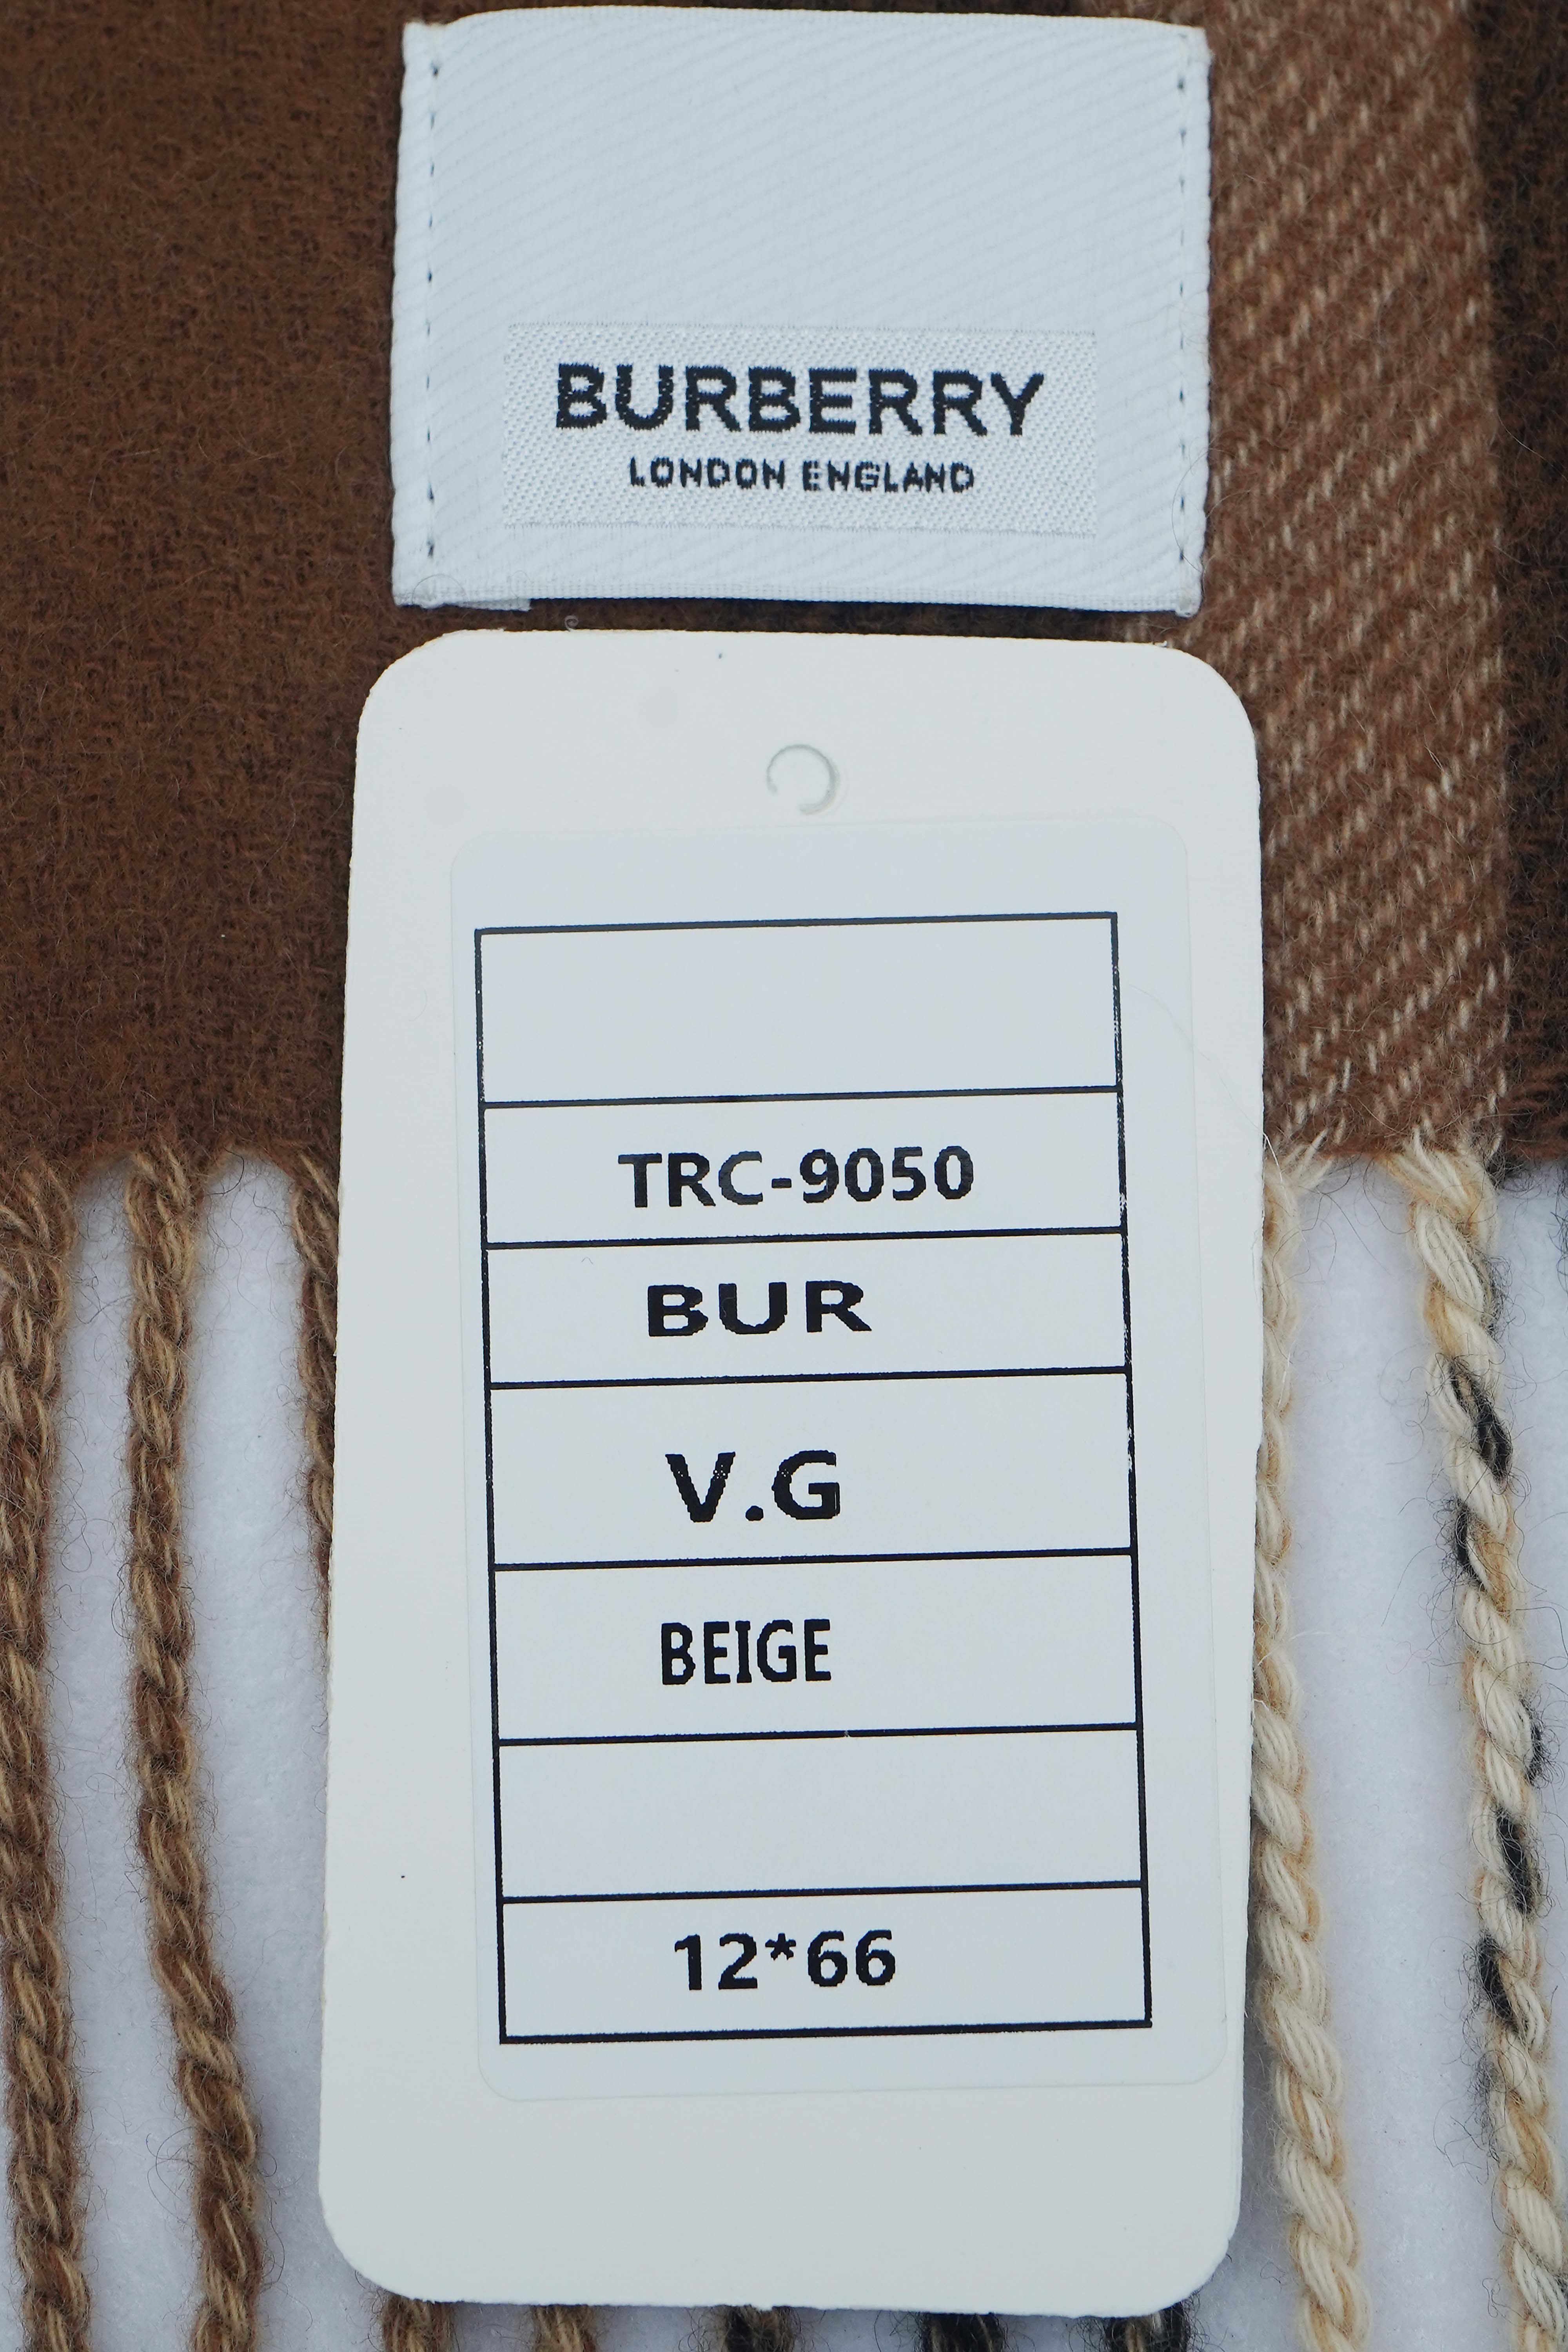 BURBERRY
LONDON ENGLAND
TRC-9050
BUR
V.G
BEIGE
12*66